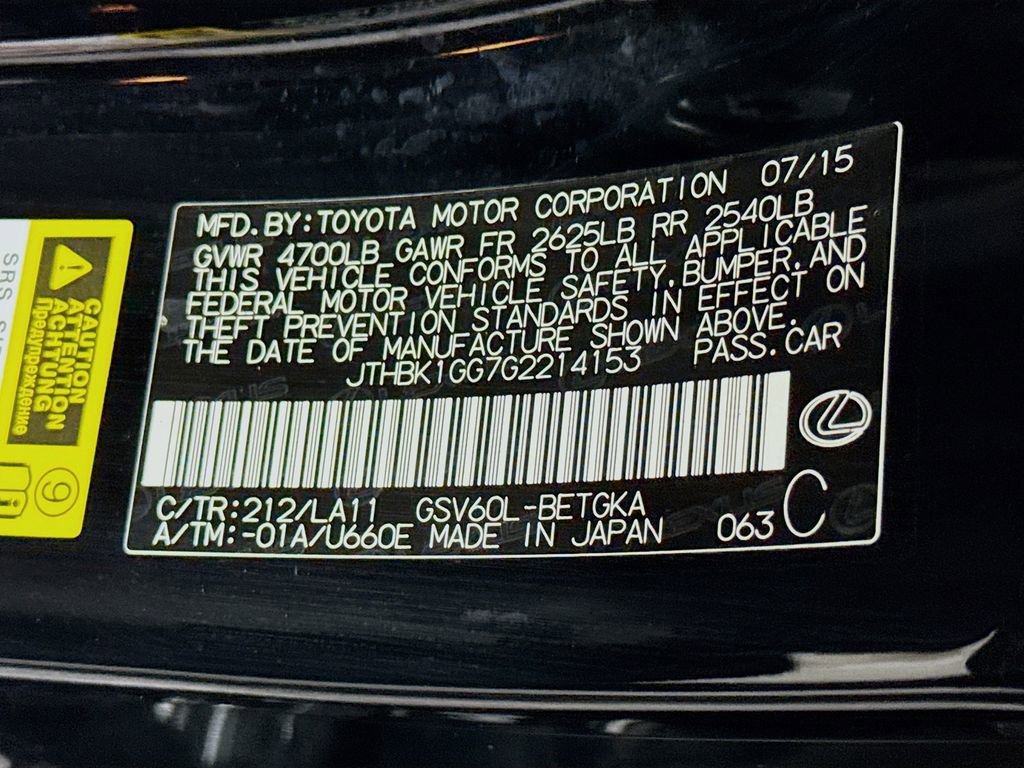 MFD. BY: TOYOTA MOTOR CORPORATION 07/15
GVWR 4700LB GAWR FR 2625LB RR 2540LB
THIS VEHICLE CONFORMS TO ALL APPLICABLE
FEDERAL MOTOR VEHICLE SAFETY, BUMPER, AND
THEFT PREVENTION STANDARDS IN EFFECT ON
THE DATE OF MANUFACTURE SHOWN ABOVE.
JTHBK1GG7G2214153 PASS. CAR
C/TR: 212/LA11 GSV60L-BETGKA
A/TM: -01A/U660E MADE IN JAPAN 063 C
CAUTION
ATTENTION
ACHTUNG
Предупреждение
SRS